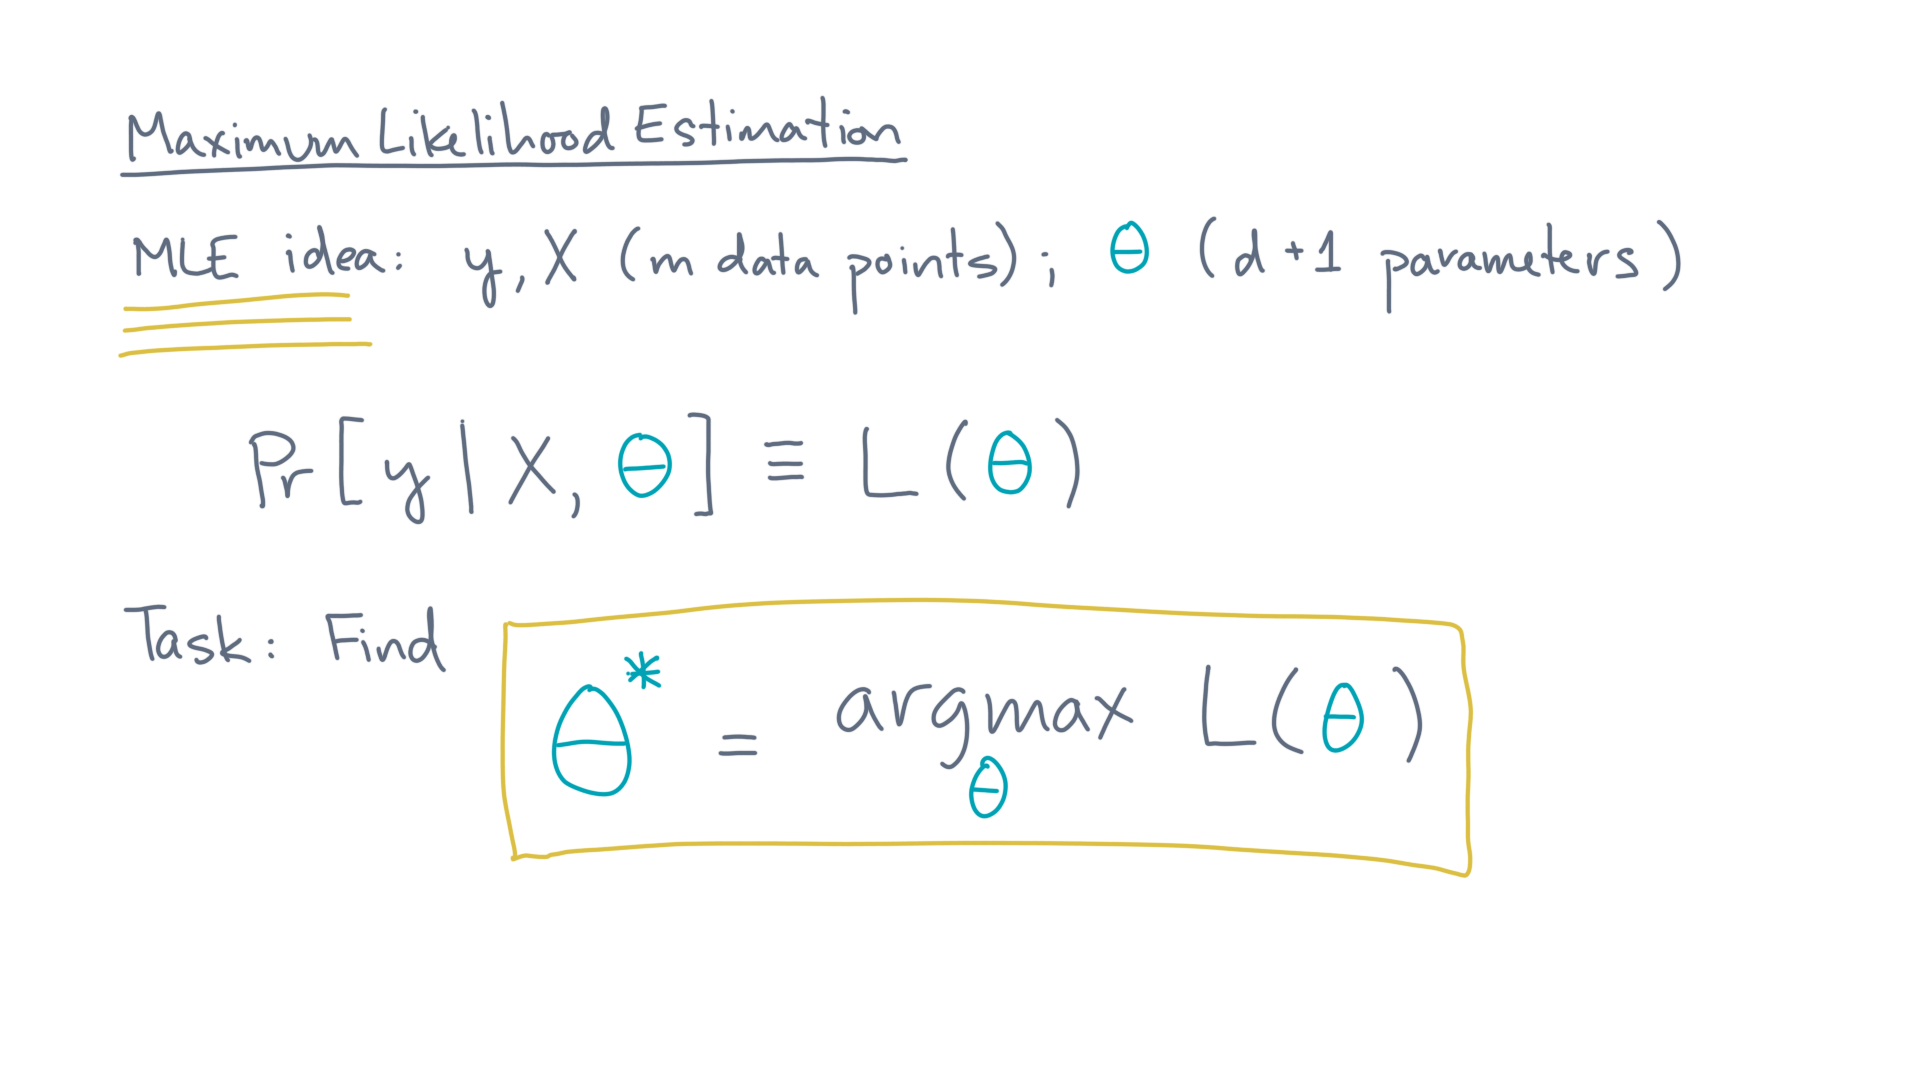 Maximum Likelihood Estimation
MLE idea: y, X (m data points); θ (d+1 parameters)
Pr[y | X, θ] ≡ L(θ)
Task: Find θ* = argmax L(θ)
θ